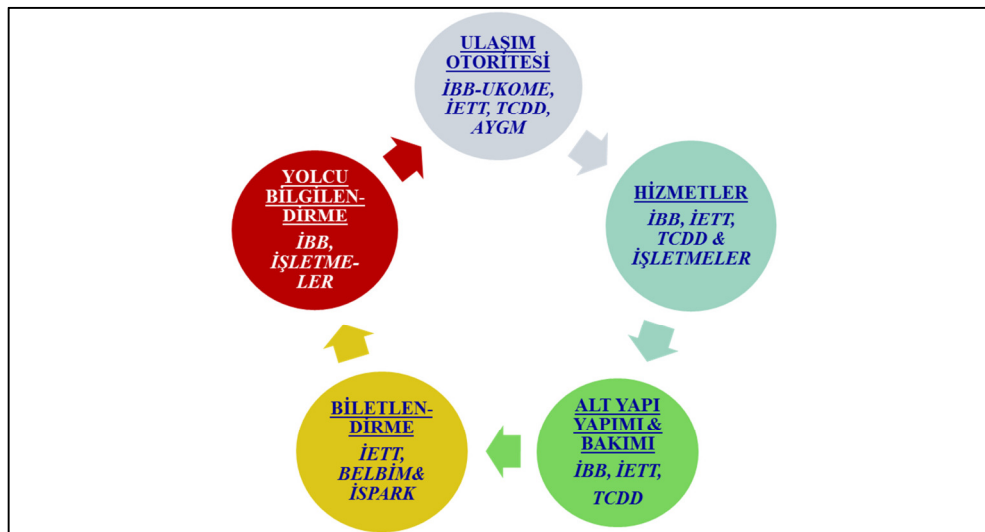 ULAŞIM
OTORİTESİ
İBB-UKOME,
İETT, TCDD,
AYGM
HİZMETLER
İBB, İETT,
TCDD &
İŞLETMELER
ALT YAPI
YAPIMI&
BAKIMI
İBB, İETT,
TCDD
BİLETLEN-
DİRME
İETT,
BELBİM&
İSPARK
YOLCU
BİLGİLEN-
DİRME
İBB,
İŞLETME-
LER